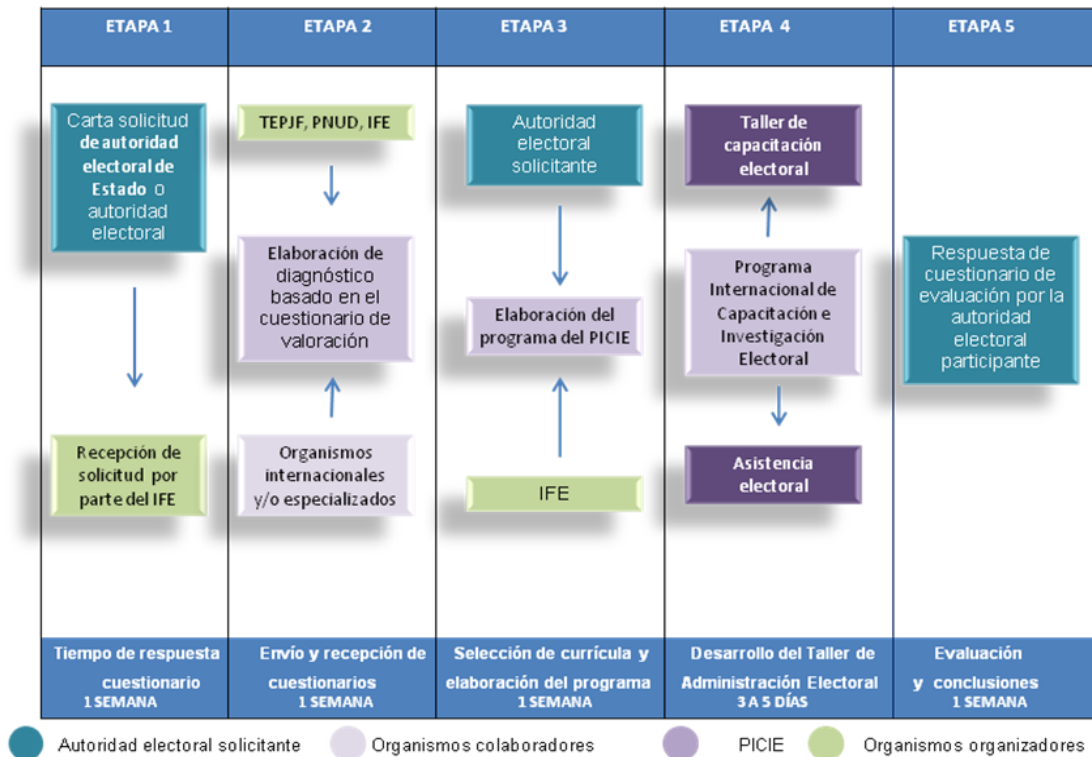 ETAPA 1
ETAPA 2
ETAPA 3
ETAPA 4
ETAPA 5
Carta solicitud
de autoridad
electoral de
Estado o
autoridad
electoral
Recepción de
solicitud por
parte del IFE
TEPJF, PNUD, IFE
Elaboración de
diagnóstico
basado en el
cuestionario de
valoración
Organismos
internacionales
y/o especializados
Autoridad
electoral
solicitante
Elaboración del
programa del PICIE
IFE
Taller de
capacitación
electoral
Programa
Internacional de
Capacitación e
Investigación
Electoral
Asistencia
electoral
Respuesta de
cuestionario de
evaluación por la
autoridad
electoral
participante
Tiempo de respuesta
cuestionario
1 SEMANA
Envío y recepción de
cuestionarios
1 SEMANA
Selección de currícula y
elaboración del programa
1 SEMANA
Desarrollo del Taller de
Administración Electoral
3 A 5 DÍAS
Evaluación
y conclusiones
1 SEMANA
Autoridad electoral solicitante
Organismos colaboradores
PICIE
Organismos organizadores